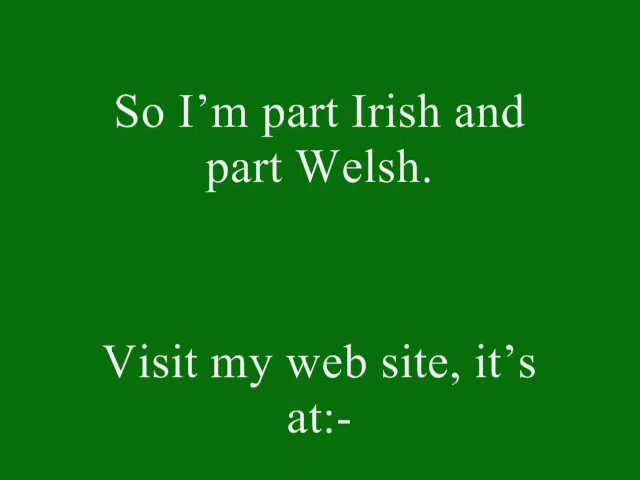 So I’m part Irish and
part Welsh.
Visit my web site, it’s
at:-